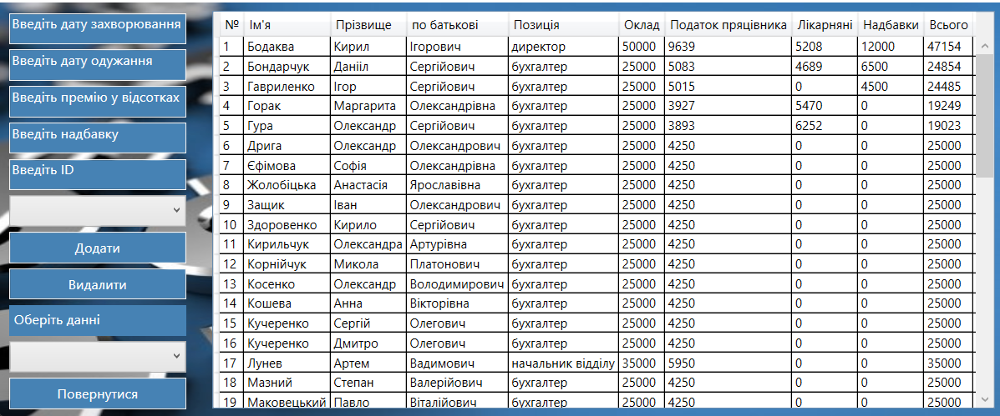 Введіть дату захворювання
Введіть дату одужання
Введіть премію у відсотках
Введіть надбавку
Введіть ID
Додати
Видалити
Оберіть данні
Повернутися
№ Ім'я Прізвище по батькові Позиція Оклад Податок пряцівника Лікарняні Надбавки Всього
1 Бодаква Кирил Ігорович директор 50000 9639 5208 12000 47154
2 Бондарчук Данііл Сергійович бухгалтер 25000 5083 4689 6500 24854
3 Гавриленко Ігор Сергійович бухгалтер 25000 5015 0 4500 24485
4 Горак Маргарита Олександрівна бухгалтер 25000 3927 5470 0 19249
5 Гура Олександр Сергійович бухгалтер 25000 3893 6252 0 19023
6 Дрига Олександр Олександрович бухгалтер 25000 4250 0 0 25000
7 Єфімова Софія Олександрівна бухгалтер 25000 4250 0 0 25000
8 Жолобіцька Анастасія Ярославівна бухгалтер 25000 4250 0 0 25000
9 Защик Іван Олександрович бухгалтер 25000 4250 0 0 25000
10 Здоровенко Кирило Сергійович бухгалтер 25000 4250 0 0 25000
11 Кирильчук Олександра Артурівна бухгалтер 25000 4250 0 0 25000
12 Корнійчук Микола Платонович бухгалтер 25000 4250 0 0 25000
13 Косенко Олександр Володимирович бухгалтер 25000 4250 0 0 25000
14 Кошева Анна Вікторівна бухгалтер 25000 4250 0 0 25000
15 Кучеренко Сергій Олегович бухгалтер 25000 4250 0 0 25000
16 Кучеренко Дмитро Олегович бухгалтер 25000 4250 0 0 25000
17 Лунев Артем Вадимович начальник відділу 35000 5950 0 0 35000
18 Мазний Степан Валерійович бухгалтер 25000 4250 0 0 25000
19 Маковецький Павло Віталійович бухгалтер 25000 4250 0 0 25000